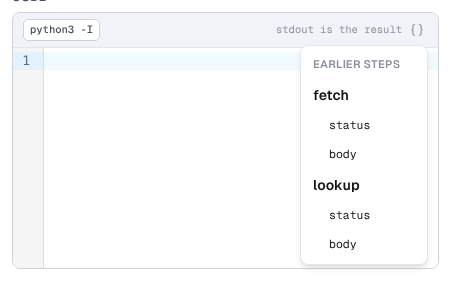 python3 -I
stdout is the result {}
1
EARLIER STEPS
fetch
status
body
lookup
status
body